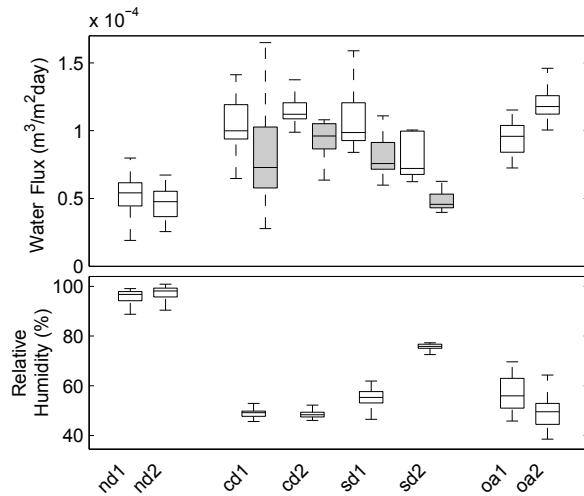 x 10⁻⁴
Water Flux (m³/m²day)
1.5
1
0.5
0
Relative
Humidity (%)
100
80
60
40
nd1 nd2 cd1 cd2 sd1 sd2 oa1 oa2